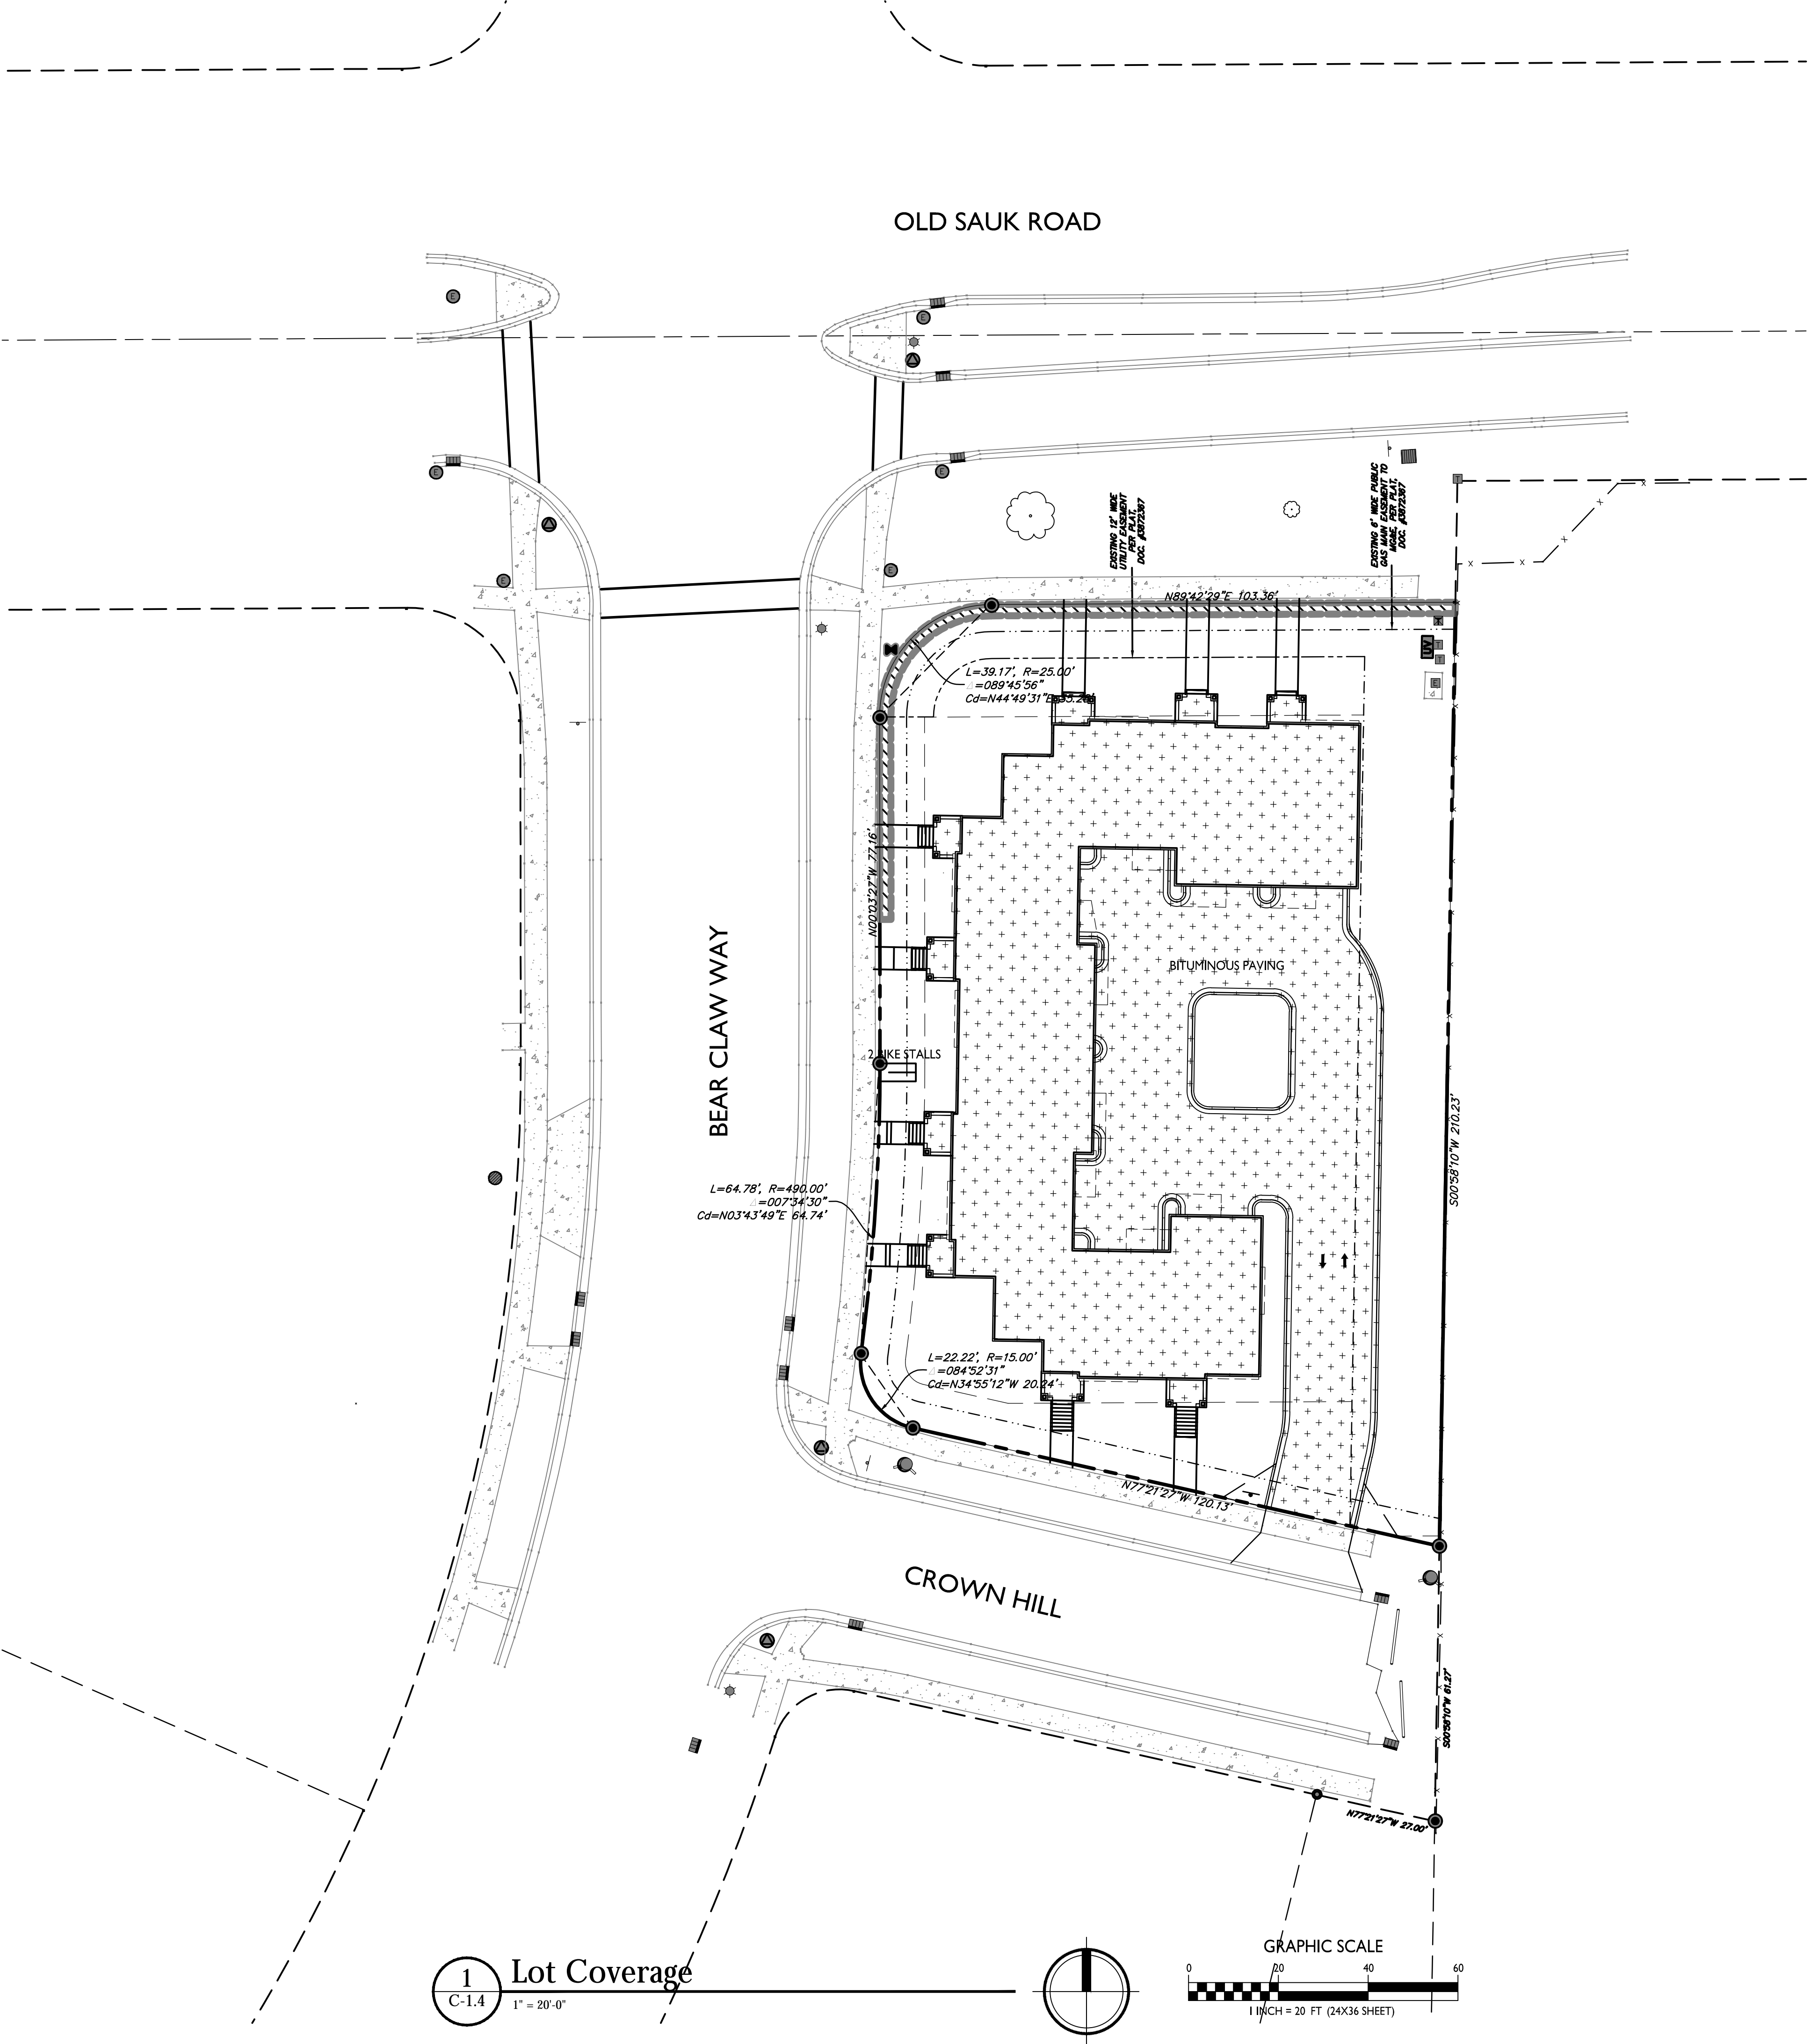 OLD SAUK ROAD
EXISTING 12' WIDE
UTILITY EASEMENT
PER PLAT,
DOC. #3872367
EXISTING 6' WIDE PUBLIC
GAS MAIN EASEMENT TO
MG&E, PER PLAT,
DOC. #3872367
N89°42'29"E 103.36'
L=39.17', R=25.00'
△=089°45'56"
N00°03'27"W 77.16'
BITUMINOUS PAVING
BEAR CLAW WAY
2 BIKE STALLS
S00°58'10"W 210.23'
L=64.78', R=490.00'
△=007°34'30"
Cd=N03°43'49"E 64.74'
L=22.22', R=15.00'
△=084°52'31"
Cd=N34°55'12"W 20.24'
N77°21'27"W 120.13'
CROWN HILL
S00°58'10"W 61.27'
N77°21'27"W 27.00'
1
C-1.4
Lot Coverage
1" = 20'-0"
GRAPHIC SCALE
0 20 40 60
1 INCH = 20 FT (24X36 SHEET)
E
E
E
E
E
E
T
T
UV
T
E